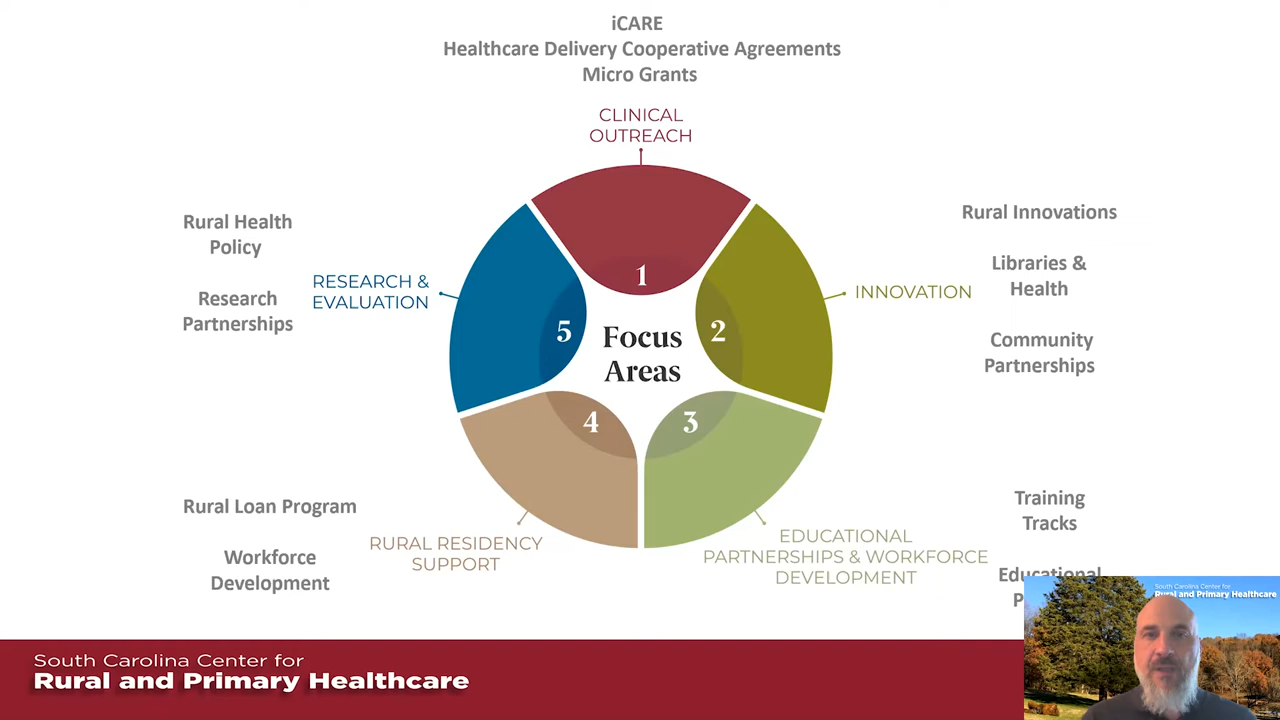 iCARE
Healthcare Delivery Cooperative Agreements
Micro Grants
CLINICAL
OUTREACH
Rural Health
Policy
Research
Partnerships
RESEARCH &
EVALUATION
1
2
3
4
5
Focus
Areas
INNOVATION
Rural Innovations
Libraries &
Health
Community
Partnerships
Rural Loan Program
Workforce
Development
RURAL RESIDENCY
SUPPORT
EDUCATIONAL
PARTNERSHIPS & WORKFORCE
DEVELOPMENT
Training
Tracks
Educational
South Carolina Center for
Rural and Primary Healthcare
South Carolina Center for
Rural and Primary Healthcare